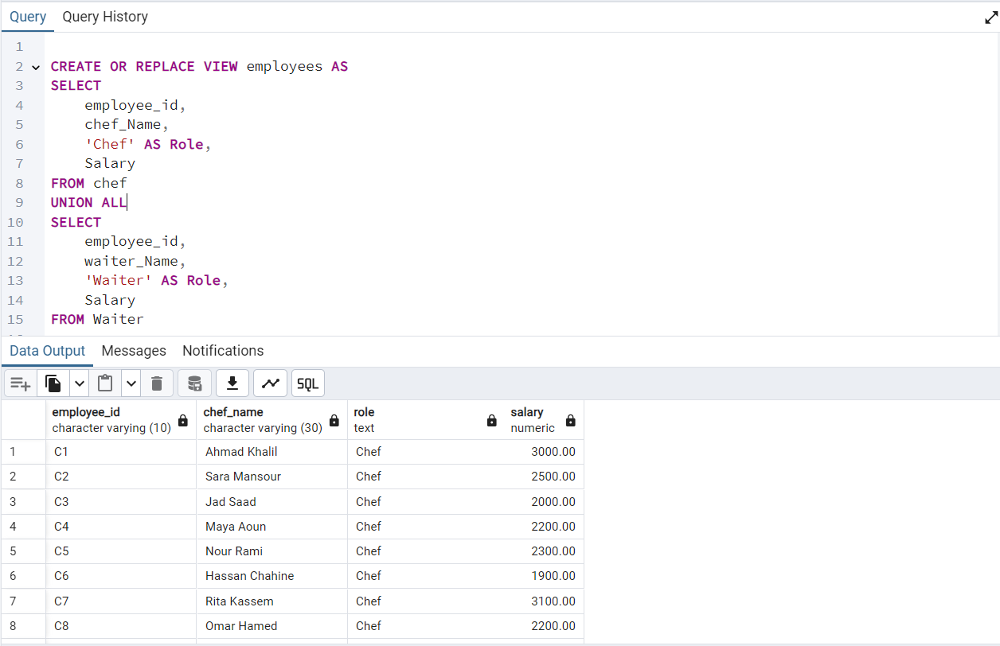 Query Query History
1
2 CREATE OR REPLACE VIEW employees AS
3 SELECT
4 employee_id,
5 chef_Name,
6 'Chef' AS Role,
7 Salary
8 FROM chef
9 UNION ALL
10 SELECT
11 employee_id,
12 waiter_Name,
13 'Waiter' AS Role,
14 Salary
15 FROM Waiter
Data Output Messages Notifications
SQL
employee_id chef_name role salary
character varying (10) character varying (30) text numeric
1 C1 Ahmad Khalil Chef 3000.00
2 C2 Sara Mansour Chef 2500.00
3 C3 Jad Saad Chef 2000.00
4 C4 Maya Aoun Chef 2200.00
5 C5 Nour Rami Chef 2300.00
6 C6 Hassan Chahine Chef 1900.00
7 C7 Rita Kassem Chef 3100.00
8 C8 Omar Hamed Chef 2200.00